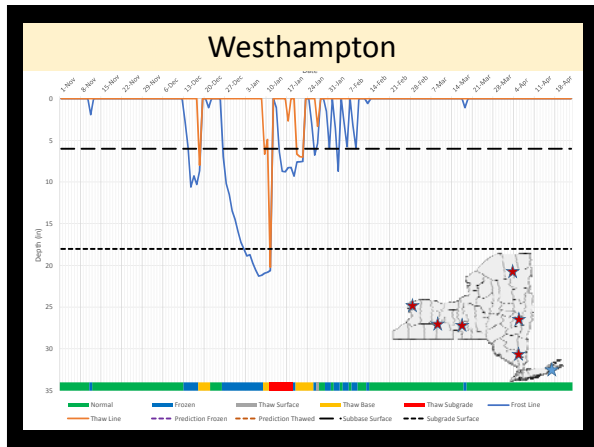 Westhampton
Date
1-Nov 8-Nov 15-Nov 22-Nov 29-Nov 6-Dec 13-Dec 20-Dec 27-Dec 3-Jan 10-Jan 17-Jan 24-Jan 31-Jan 7-Feb 14-Feb 21-Feb 28-Feb 7-Mar 14-Mar 21-Mar 28-Mar 4-Apr 11-Apr 18-Apr
0
5
10
15
20
25
30
35
Depth (in)
Normal Frozen Thaw Surface Thaw Base Thaw Subgrade Frost Line
Thaw Line Prediction Frozen Prediction Thawed Subbase Surface Subgrade Surface